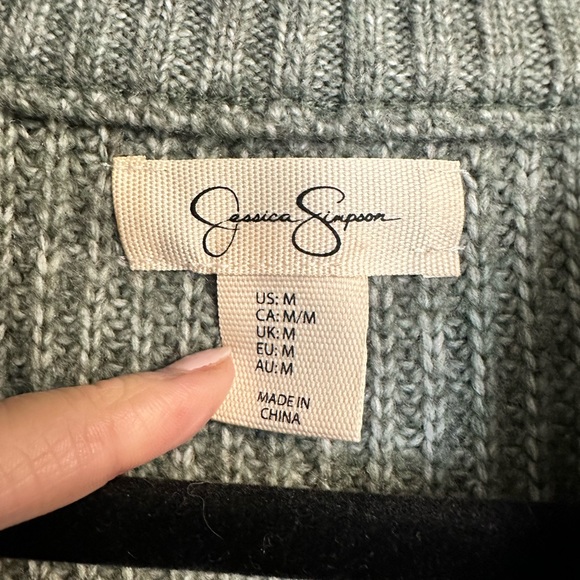 Jessica Simpson
US: M
CA: M/M
UK: M
EU: M
AU: M
MADE IN
CHINA